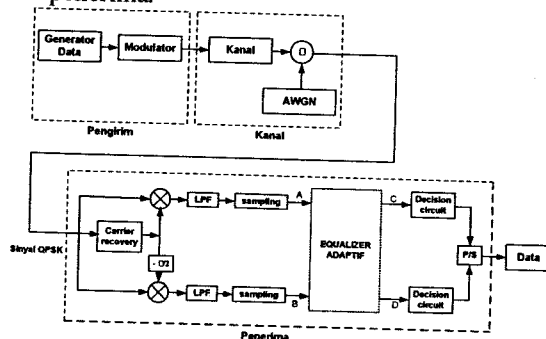 Generator
Data
Modulator
Kanal
AWGN
Pengirim
Kanal
Sinyal QPSK
Carrier
recovery
LPF
sampling
A
EQUALIZER
ADAPTIF
C
Decision
circuit
P/S
Data
LPF
sampling
B
D
Decision
circuit
Penerima